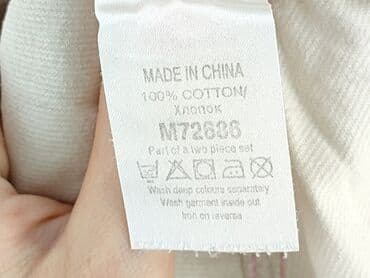 MADE IN CHINA
100% COTTON/
Хлопок
M72686
Part of a two piece set
Wash deep colours separately
Wash garment inside out
Iron on reverse